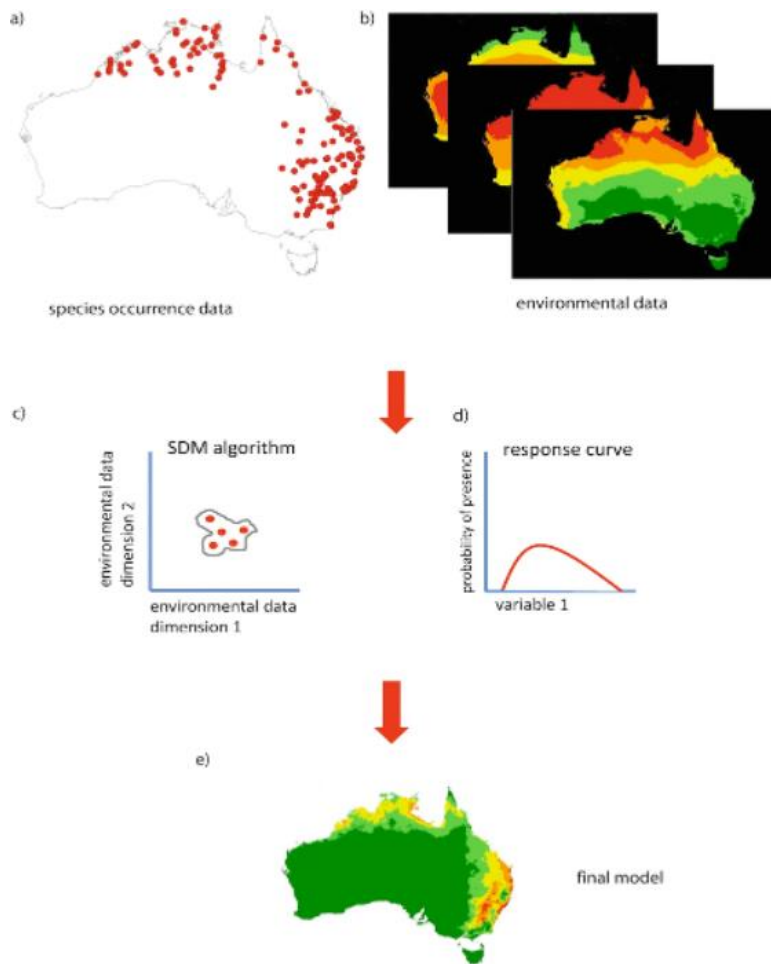 a)
b)
species occurrence data
environmental data
c)
d)
SDM algorithm
response curve
environmental data
dimension 2
probability of presence
environmental data
dimension 1
variable 1
e)
final model